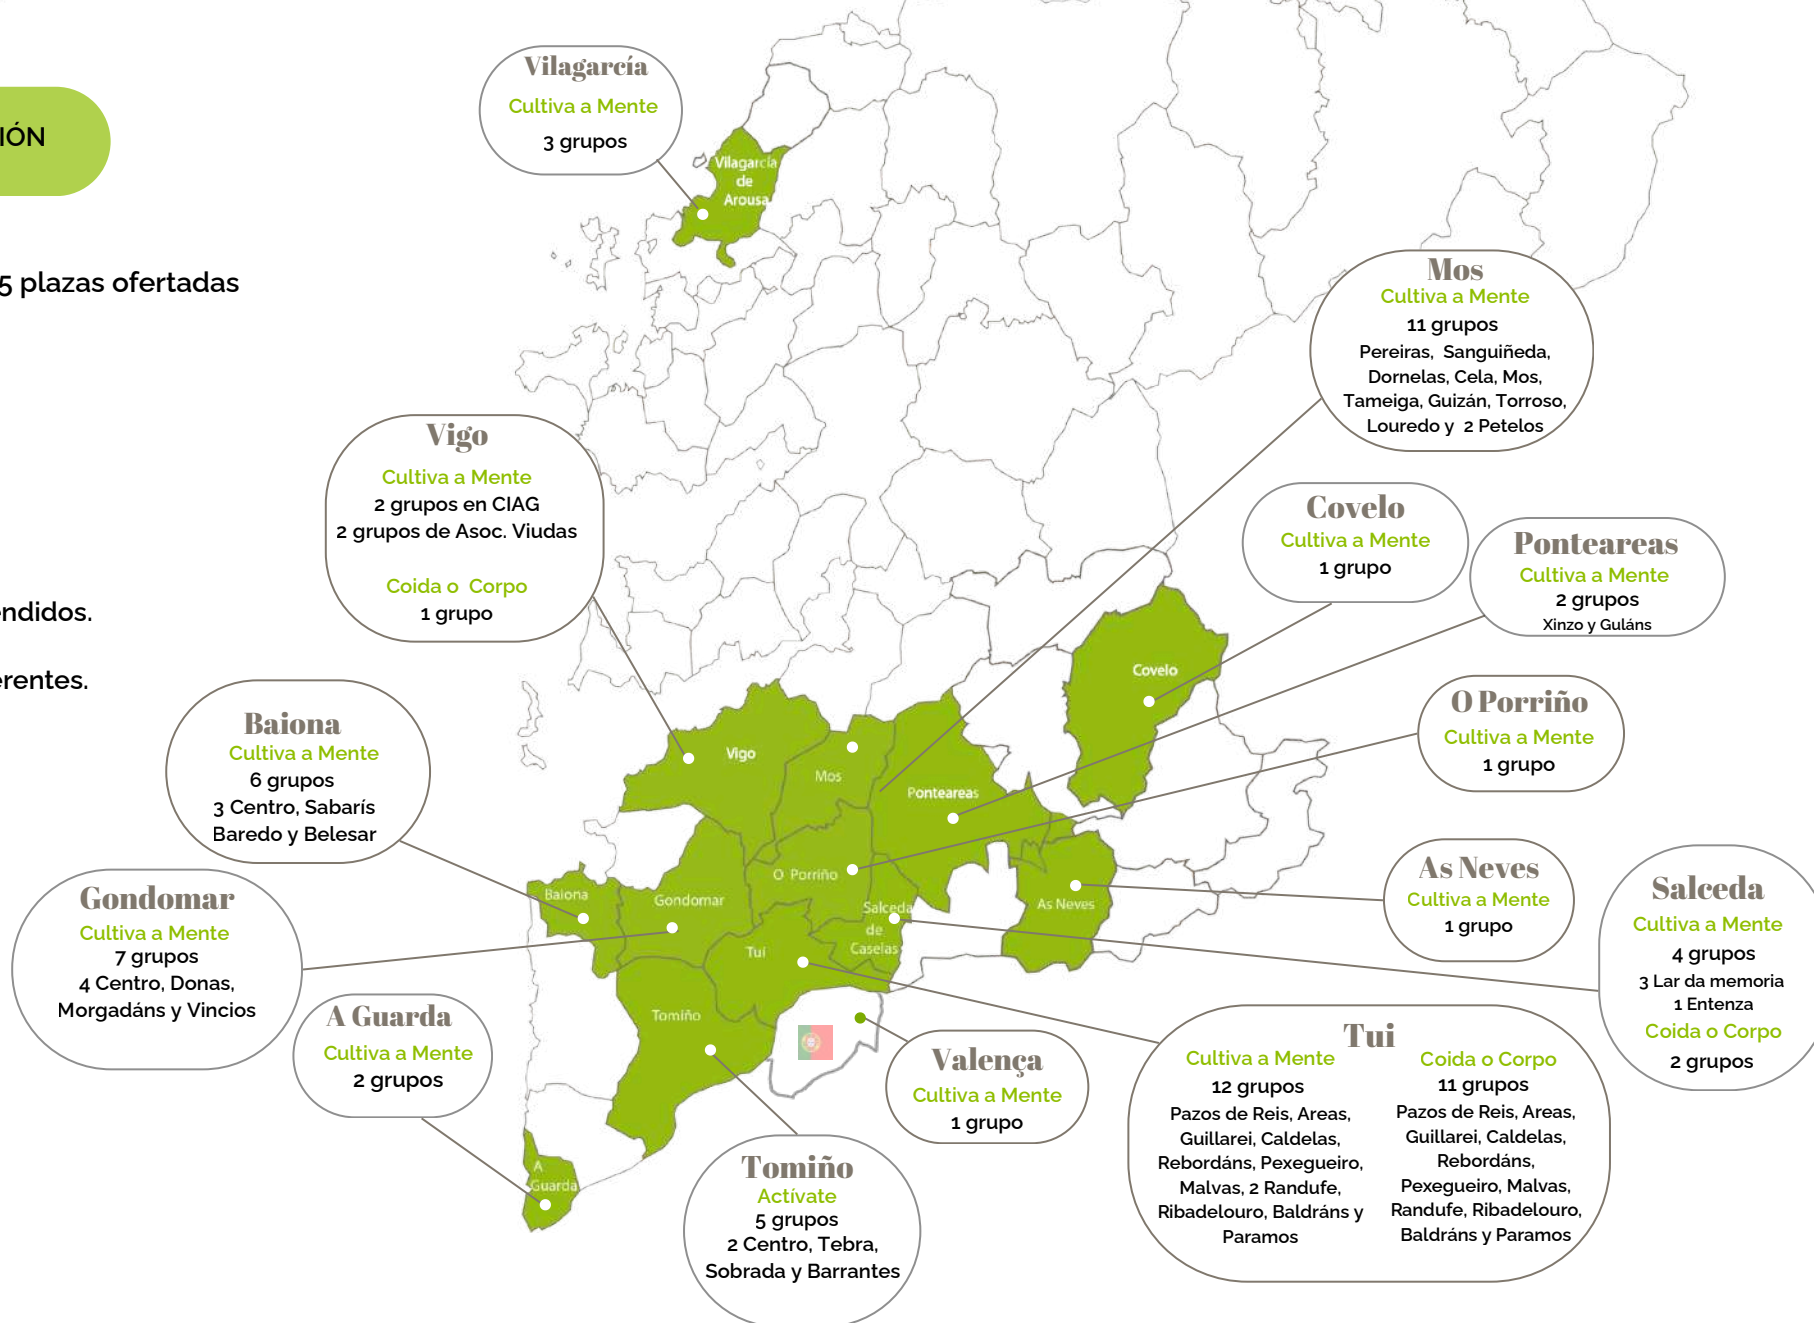 IÓN
5 plazas ofertadas
endidos.
erentes.
Vilagarcía
Cultiva a Mente
3 grupos
Vilagarcía
de
Arousa
Mos
Cultiva a Mente
11 grupos
Pereiras, Sanguiñeda,
Dornelas, Cela, Mos,
Tameiga, Guizán, Torroso,
Louredo y 2 Petelos
Vigo
Cultiva a Mente
2 grupos en CIAG
2 grupos de Asoc. Viudas
Coida o Corpo
1 grupo
Covelo
Cultiva a Mente
1 grupo
Ponteareas
Cultiva a Mente
2 grupos
Xinzo y Guláns
O Porriño
Cultiva a Mente
1 grupo
Baiona
Cultiva a Mente
6 grupos
3 Centro, Sabarís
Baredo y Belesar
Gondomar
Cultiva a Mente
7 grupos
4 Centro, Donas,
Morgadáns y Vincios
As Neves
Cultiva a Mente
1 grupo
Salceda
Cultiva a Mente
4 grupos
3 Lar da memoria
1 Entenza
Coida o Corpo
2 grupos
A Guarda
Cultiva a Mente
2 grupos
Valença
Cultiva a Mente
1 grupo
Tomiño
Actívate
5 grupos
2 Centro, Tebra,
Sobrada y Barrantes
Tui
Cultiva a Mente
12 grupos
Pazos de Reis, Areas,
Guillarei, Caldelas,
Rebordáns, Pexegueiro,
Malvas, 2 Randufe,
Ribadelouro, Baldráns y
Paramos
Coida o Corpo
11 grupos
Pazos de Reis, Areas,
Guillarei, Caldelas,
Rebordáns,
Pexegueiro, Malvas,
Randufe, Ribadelouro,
Baldráns y Paramos
Covelo
Vigo
Mos
Ponteareas
O Porriño
Baiona
Gondomar
Salceda
de
Caselas
As Neves
Tui
Tomiño
A
Guarda